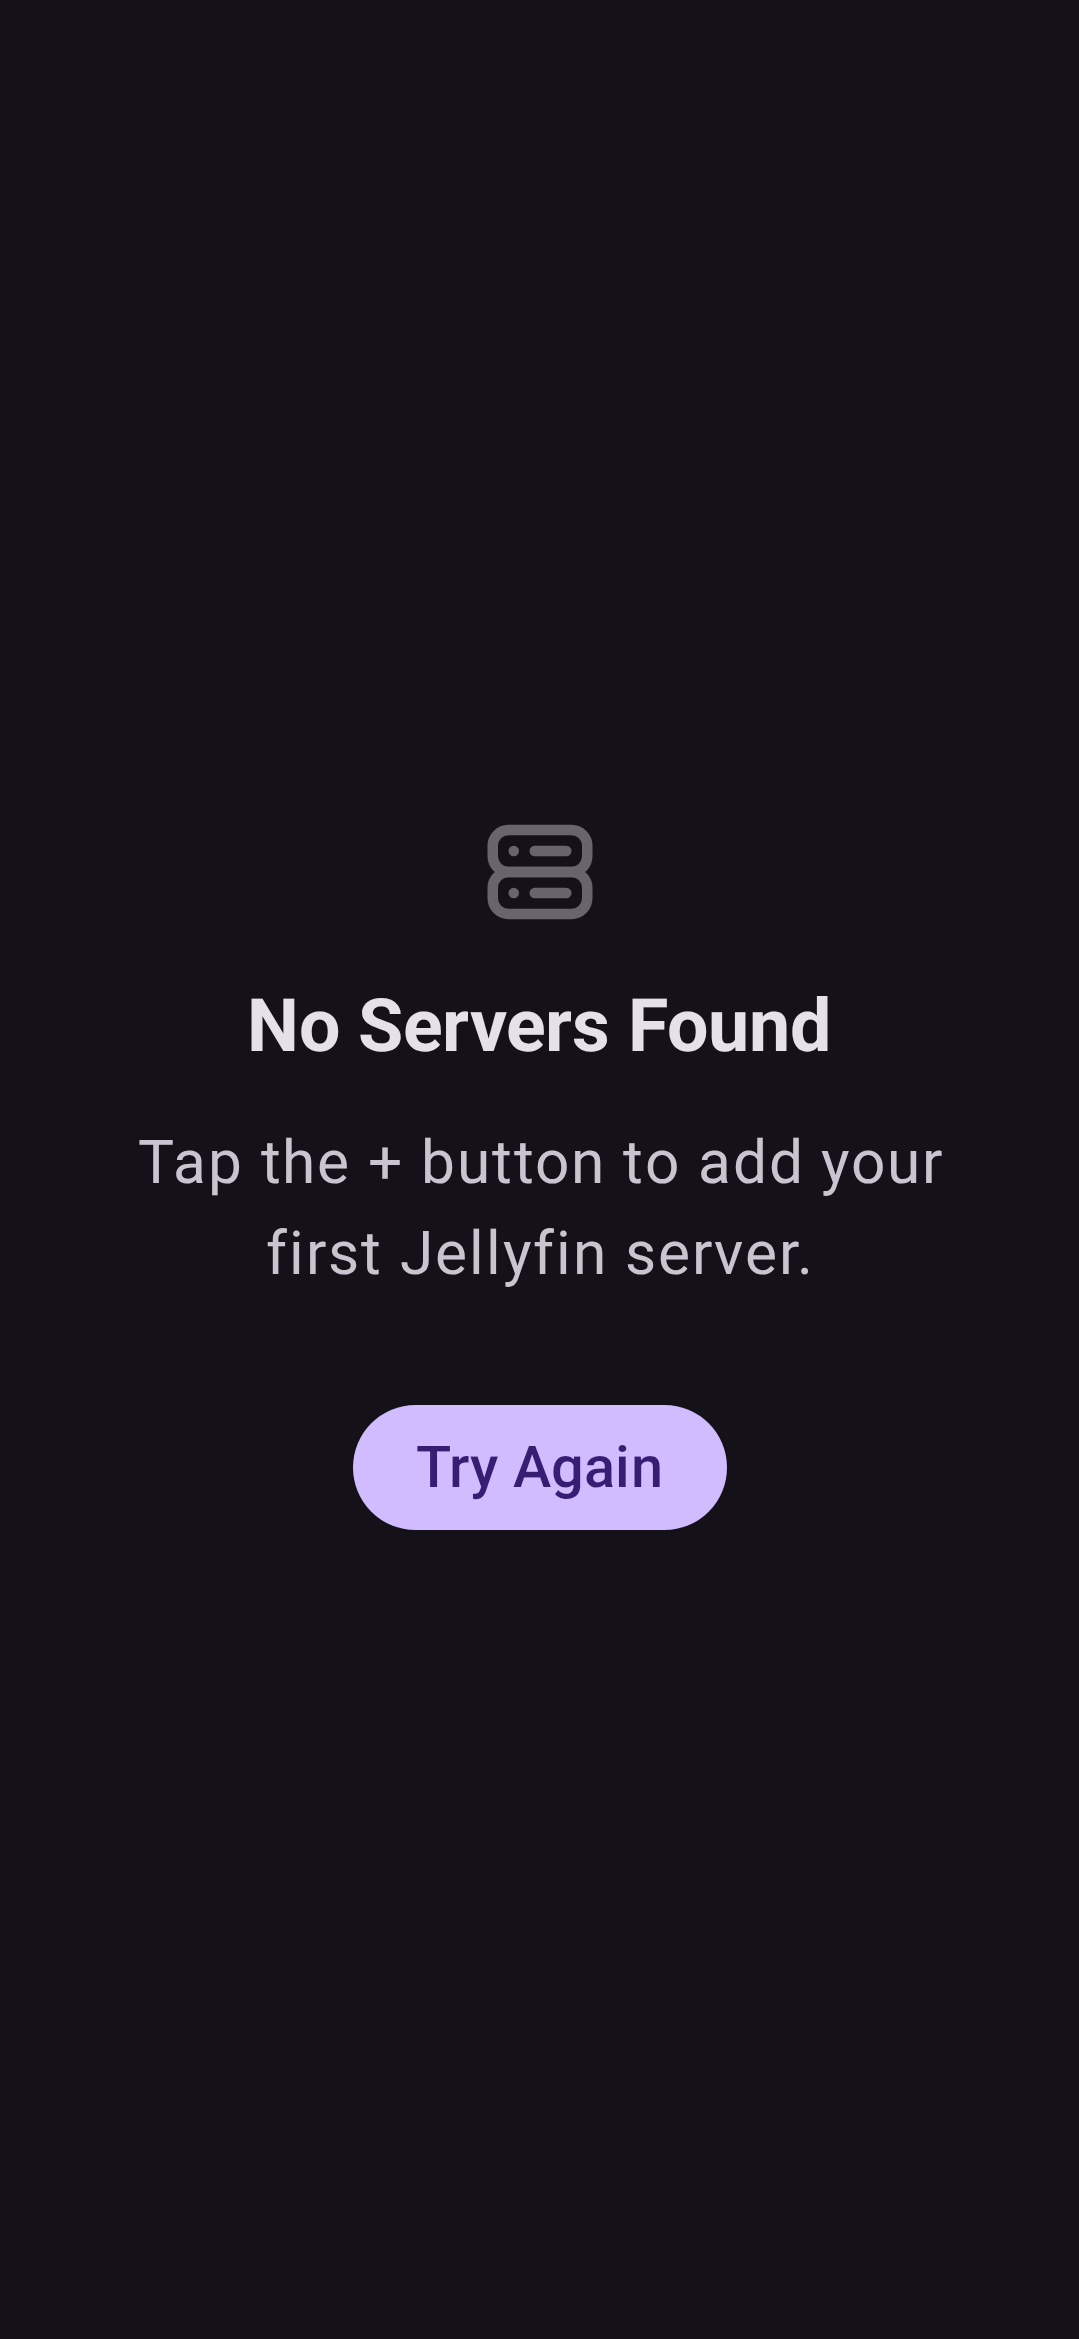 No Servers Found
Tap the + button to add your
first Jellyfin server.
Try Again